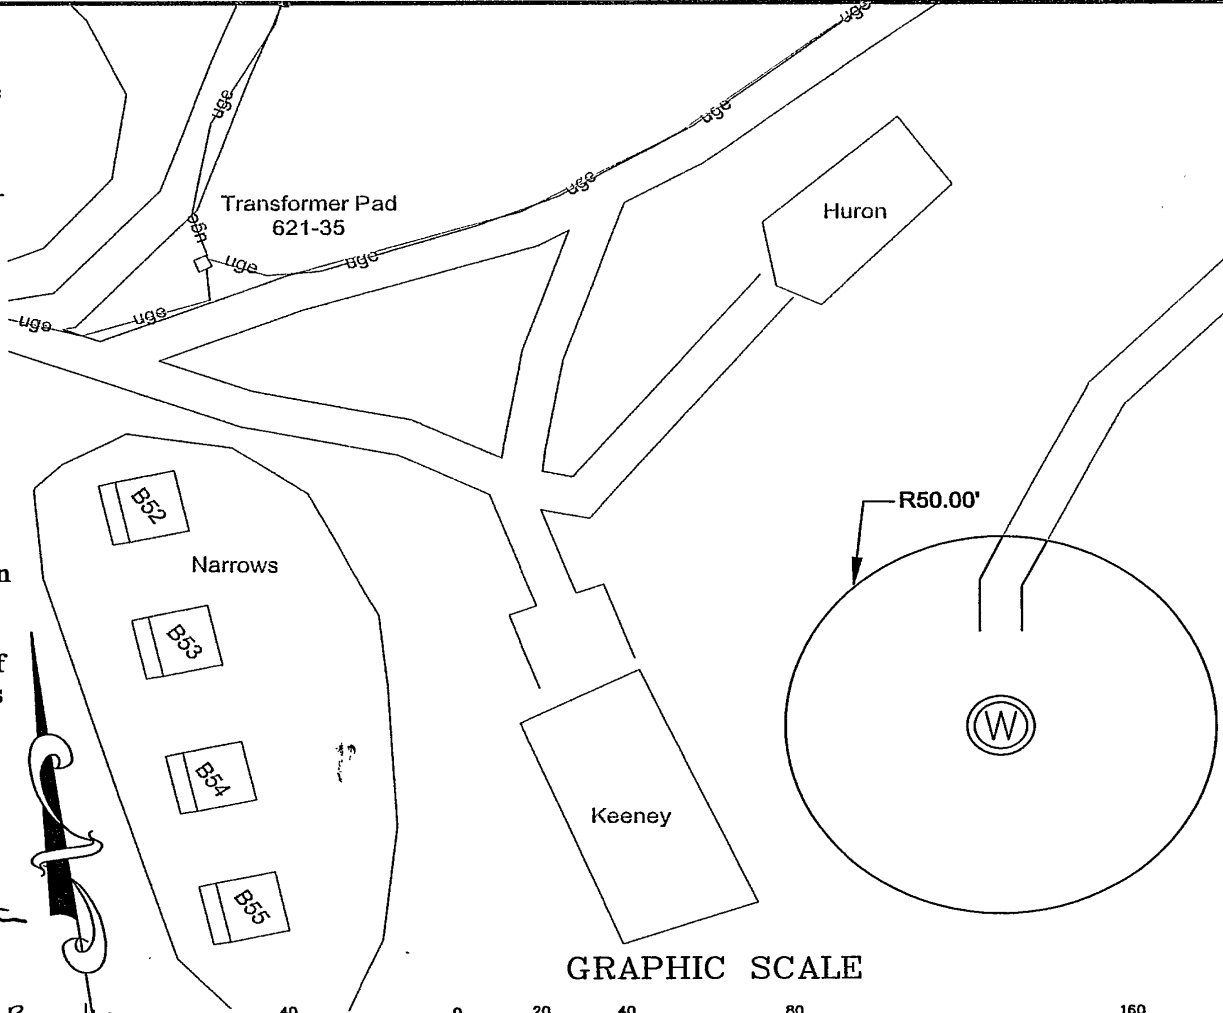 uge
uge
uge
uge
Transformer Pad
621-35
uge
uge
uge
uge
uge
Huron
R50.00'
B52
Narrows
B53
W
B54
Keeney
B55
GRAPHIC SCALE
40 0 20 40 80 160